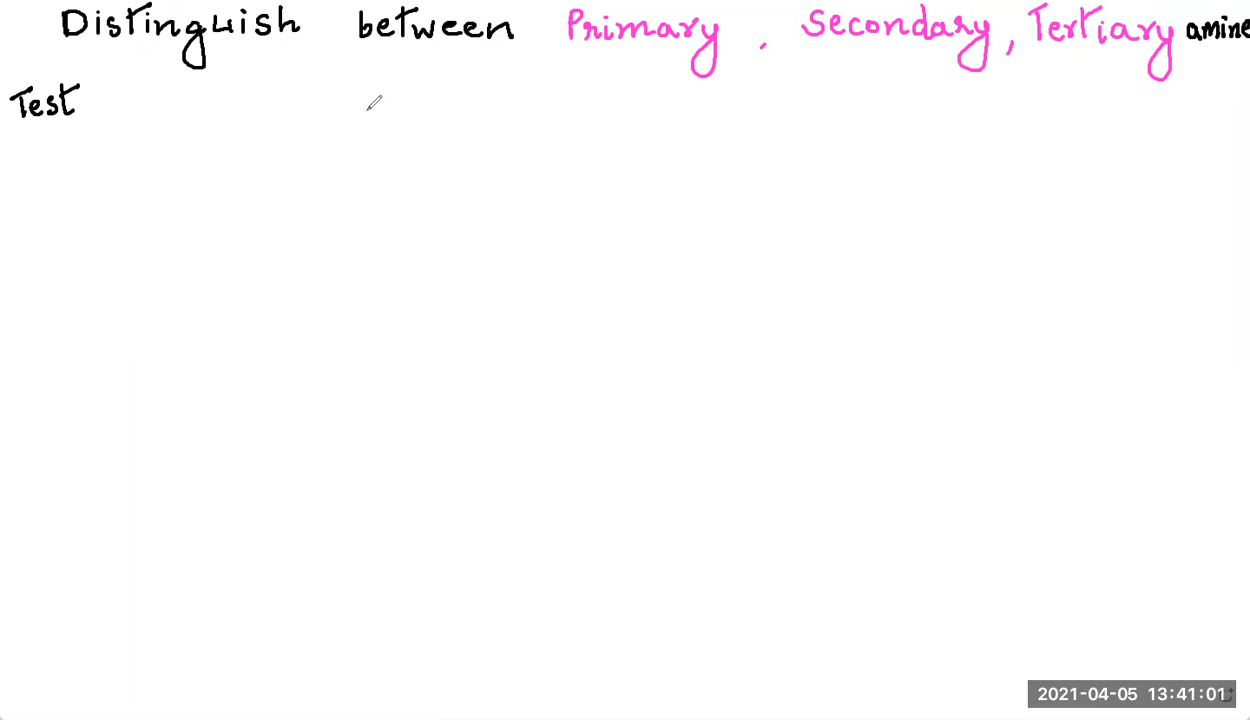 Distinguish between Primary, Secondary, Tertiary amine
Test
2021-04-05 13:41:01